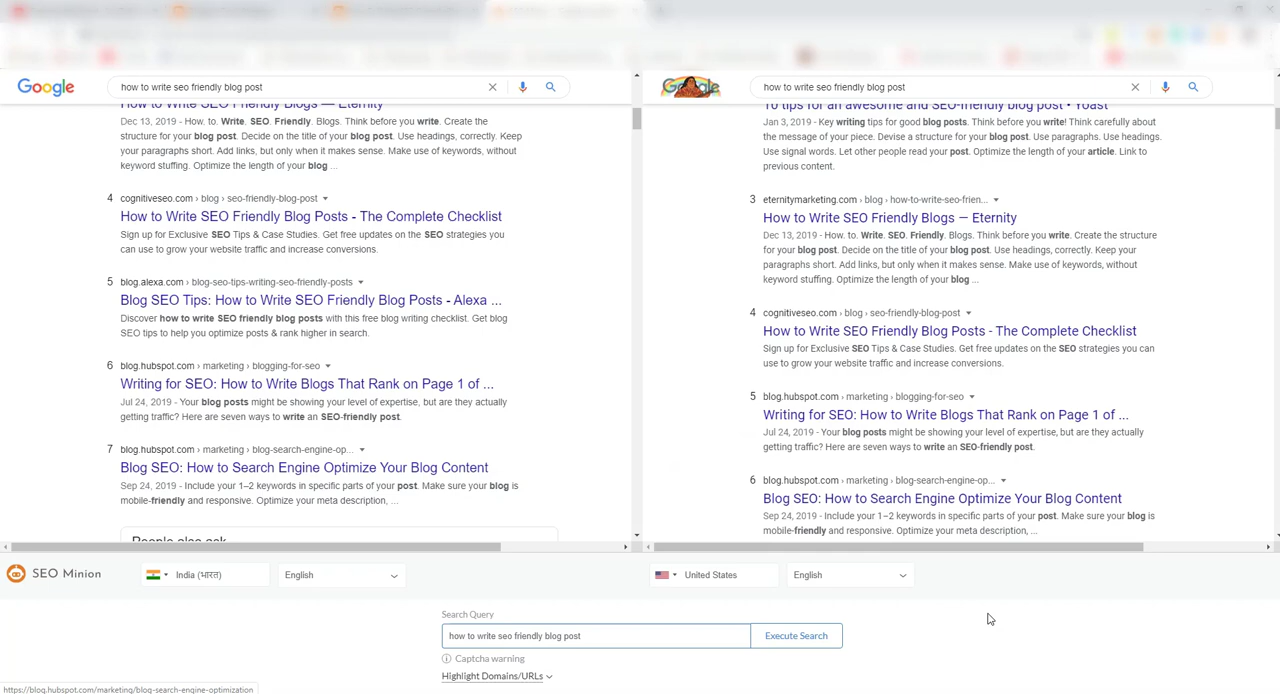 Google
how to write seo friendly blog post
How to Write SEO Friendly Blogs — Eternity
Dec 13, 2019 - How. to. Write. SEO. Friendly. Blogs. Think before you write. Create the
structure for your blog post. Decide on the title of your blog post. Use headings, correctly. Keep
your paragraphs short. Add links, but only when it makes sense. Make use of keywords, without
keyword stuffing. Optimize the length of your blog ...
4 cognitiveseo.com › blog › seo-friendly-blog-post
How to Write SEO Friendly Blog Posts - The Complete Checklist
Sign up for Exclusive SEO Tips & Case Studies. Get free updates on the SEO strategies you
can use to grow your website traffic and increase conversions.
5 blog.alexa.com › blog-seo-tips-writing-seo-friendly-posts
Blog SEO Tips: How to Write SEO Friendly Blog Posts - Alexa ...
Discover how to write SEO friendly blog posts with this free blog writing checklist. Get blog
SEO tips to help you optimize posts & rank higher in search.
6 blog.hubspot.com › marketing › blogging-for-seo
Writing for SEO: How to Write Blogs That Rank on Page 1 of ...
Jul 24, 2019 - Your blog posts might be showing your level of expertise, but are they actually
getting traffic? Here are seven ways to write an SEO-friendly post.
7 blog.hubspot.com › marketing › blog-search-engine-op...
Blog SEO: How to Search Engine Optimize Your Blog Content
Sep 24, 2019 - Include your 1–2 keywords in specific parts of your post. Make sure your blog is
mobile-friendly and responsive. Optimize your meta description, ...
People also ask
how to write seo friendly blog post
10 tips for an awesome and SEO-friendly blog post • Yoast
Jan 3, 2019 - Key writing tips for good blog posts. Think before you write! Think carefully about
the message of your piece. Devise a structure for your blog post. Use paragraphs. Use headings.
Use signal words. Let other people read your post. Optimize the length of your article. Link to
previous content.
3 eternitymarketing.com › blog › how-to-write-seo-frien...
How to Write SEO Friendly Blogs — Eternity
Dec 13, 2019 - How. to. Write. SEO. Friendly. Blogs. Think before you write. Create the structure
for your blog post. Decide on the title of your blog post. Use headings, correctly. Keep your
paragraphs short. Add links, but only when it makes sense. Make use of keywords, without
keyword stuffing. Optimize the length of your blog ...
4 cognitiveseo.com › blog › seo-friendly-blog-post
How to Write SEO Friendly Blog Posts - The Complete Checklist
Sign up for Exclusive SEO Tips & Case Studies. Get free updates on the SEO strategies you can
use to grow your website traffic and increase conversions.
5 blog.hubspot.com › marketing › blogging-for-seo
Writing for SEO: How to Write Blogs That Rank on Page 1 of ...
Jul 24, 2019 - Your blog posts might be showing your level of expertise, but are they actually
getting traffic? Here are seven ways to write an SEO-friendly post.
6 blog.hubspot.com › marketing › blog-search-engine-op...
Blog SEO: How to Search Engine Optimize Your Blog Content
Sep 24, 2019 - Include your 1–2 keywords in specific parts of your post. Make sure your blog is
mobile-friendly and responsive. Optimize your meta description, ...
SEO Minion
India (भारत)
English
United States
English
Search Query
how to write seo friendly blog post
Execute Search
Captcha warning
Highlight Domains/URLs
https://blog.hubspot.com/marketing/blog-search-engine-optimization